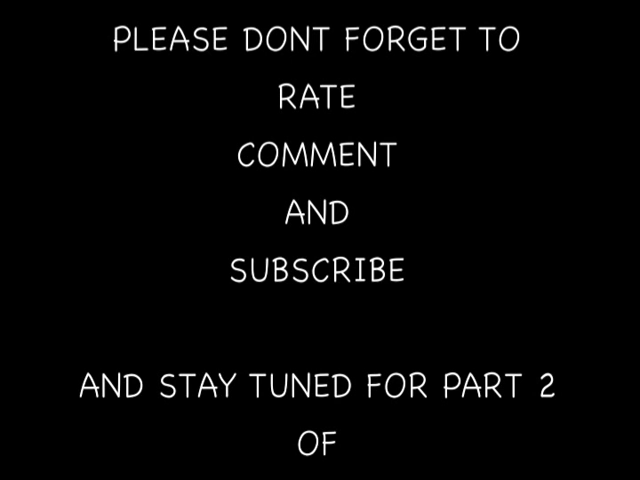 PLEASE DONT FORGET TO
RATE
COMMENT
AND
SUBSCRIBE
AND STAY TUNED FOR PART 2
OF